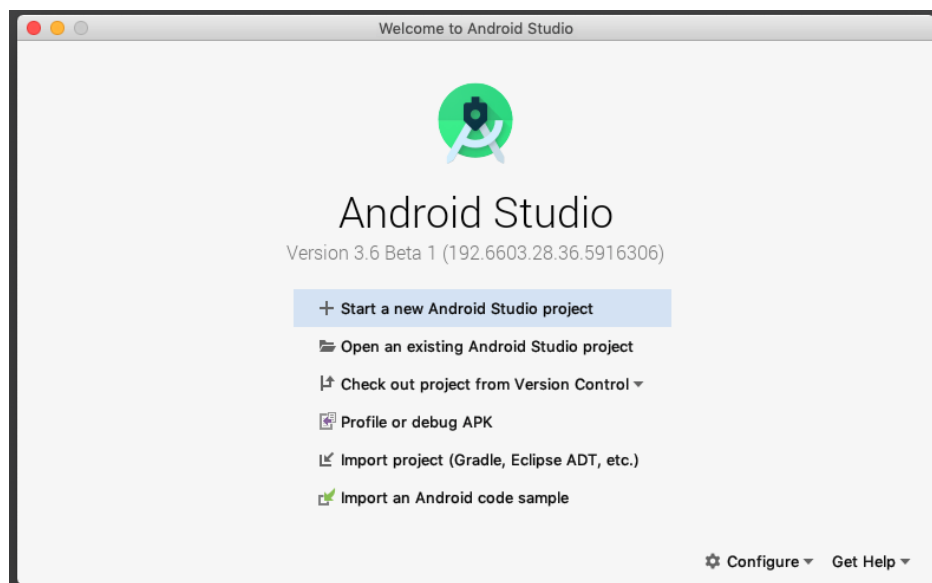 Welcome to Android Studio
Android Studio
Version 3.6 Beta 1 (192.6603.28.36.5916306)
Start a new Android Studio project
Open an existing Android Studio project
Check out project from Version Control
Profile or debug APK
Import project (Gradle, Eclipse ADT, etc.)
Import an Android code sample
Configure Get Help